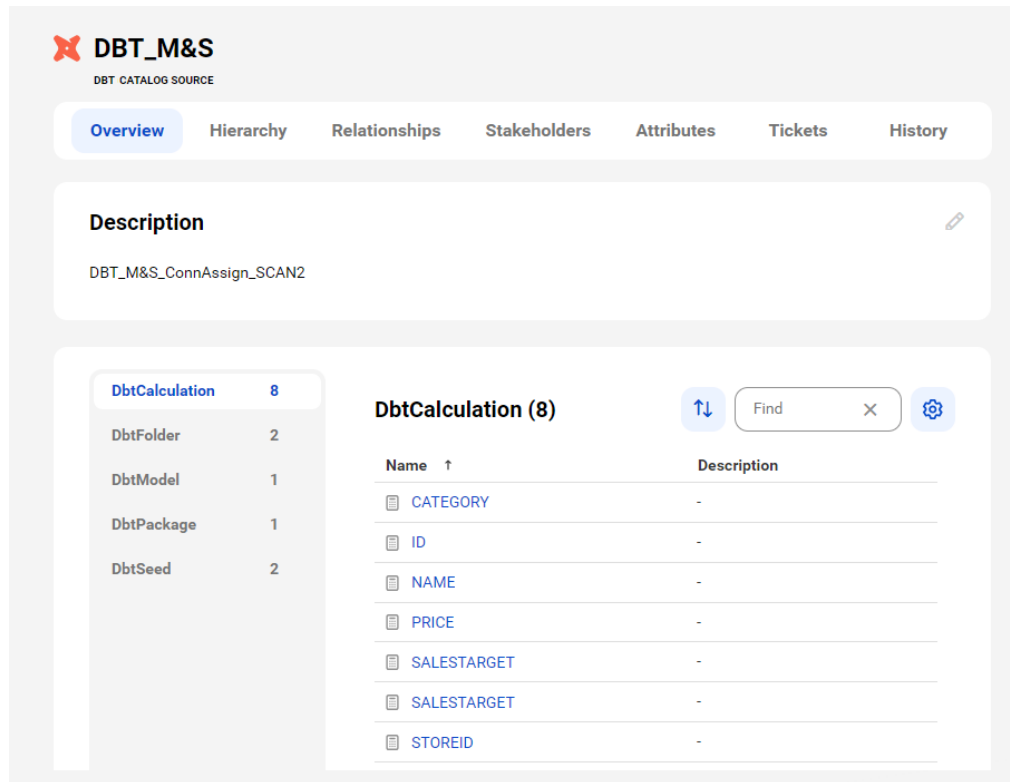 DBT_M&S
DBT CATALOG SOURCE
Overview Hierarchy Relationships Stakeholders Attributes Tickets History
Description
DBT_M&S_ConnAssign_SCAN2
DbtCalculation 8
DbtFolder 2
DbtModel 1
DbtPackage 1
DbtSeed 2
DbtCalculation (8)
Find
Name ↑ Description
CATEGORY -
ID -
NAME -
PRICE -
SALESTARGET -
SALESTARGET -
STOREID -